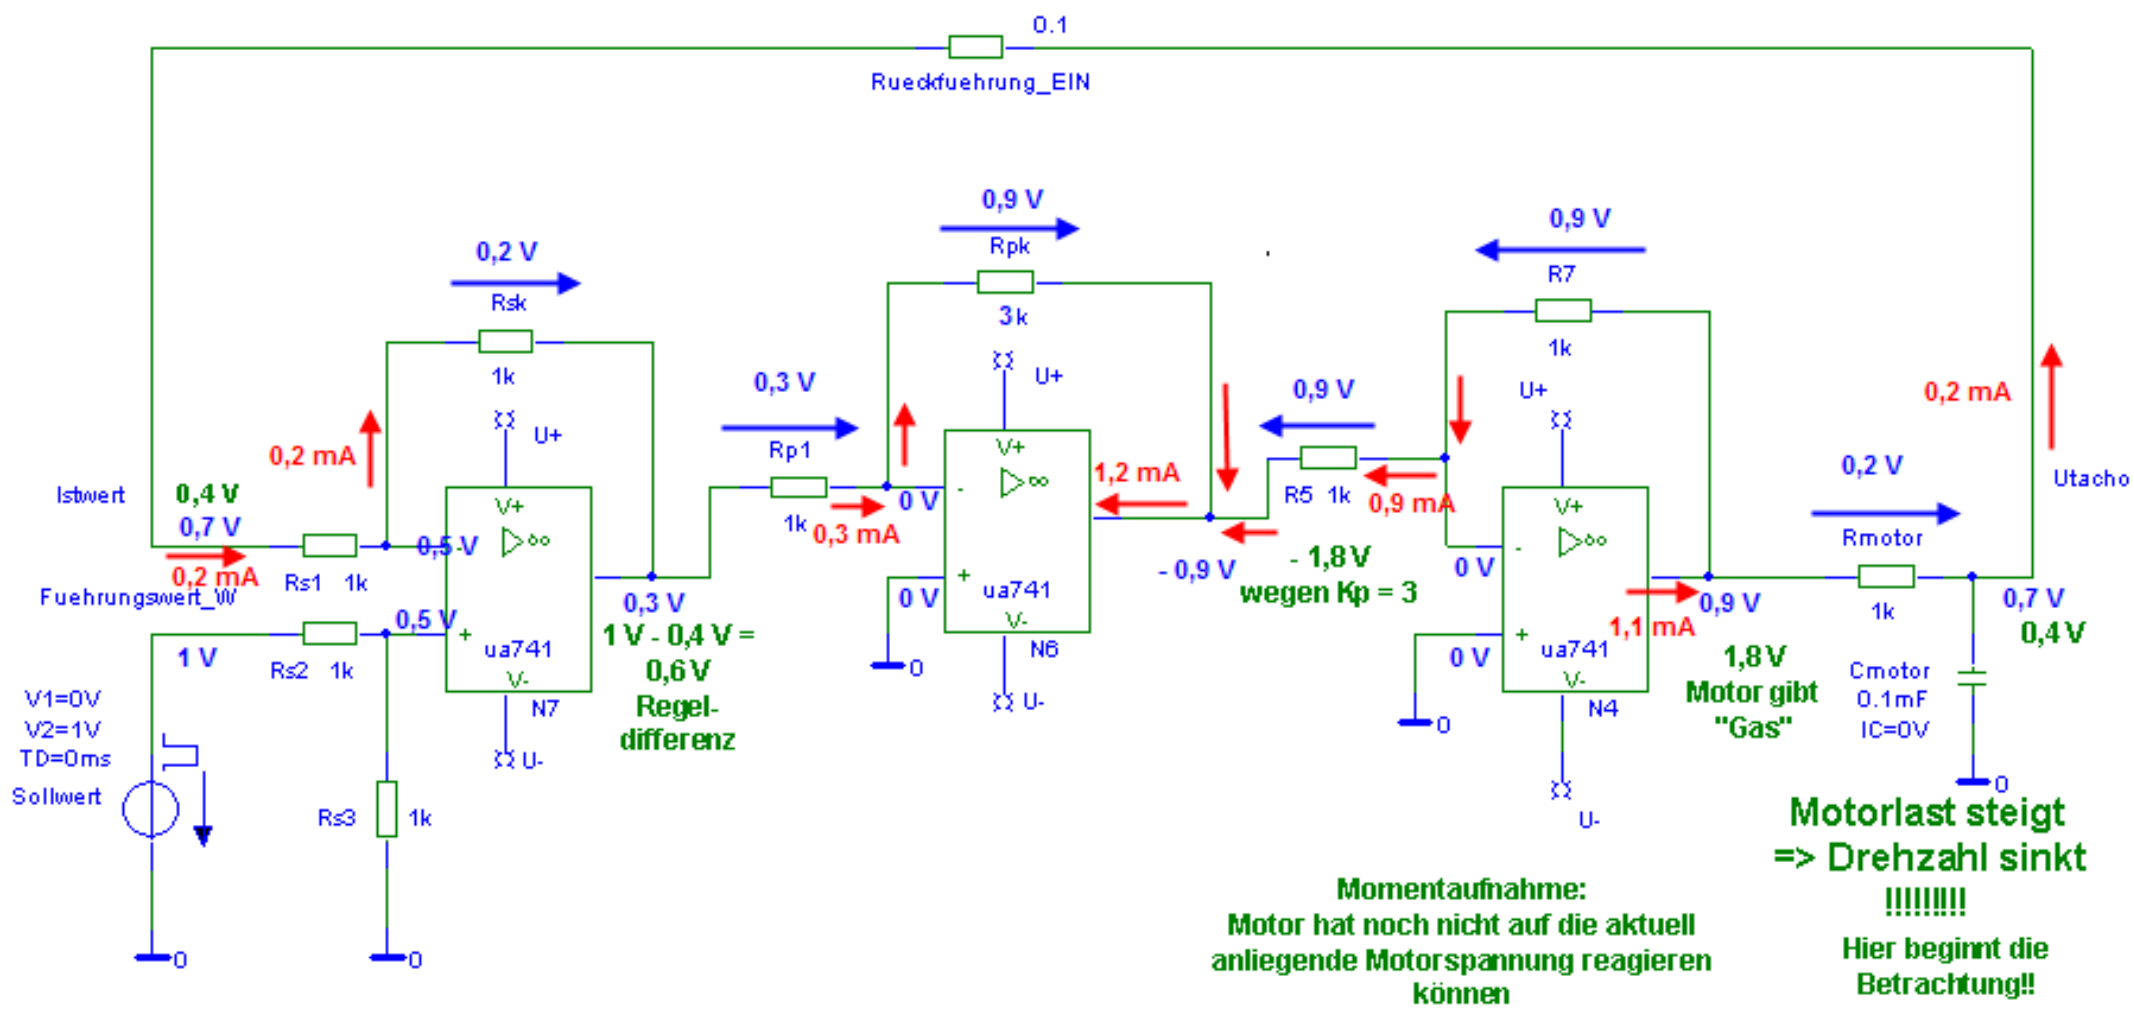 0.1
Rueckfuehrung_EIN
0,9 V
Rpk
3k
0,9 V
R7
1k
0,2 V
Rsk
1k
U+
0,3 V
Rp1
1k
0,3 mA
U+
0,9 V
R5 1k
0,9 mA
U+
0,2 mA
0,2 mA
Utacho
0,2 V
Rmotor
1k
Istwert
0,4 V
0,7 V
0,2 mA
Rs1 1k
0,5 V
V+
-
∞
+
ua741
V-
N7
U-
Fuehrungswert_W
1 V
Rs2 1k
0,5 V
0,3 V
1 V - 0,4 V =
0,6 V
Regel-
differenz
0 V
0 V
0
V+
-
∞
+
ua741
V-
N6
U-
1,2 mA
- 0,9 V
- 1,8 V
wegen Kp = 3
0 V
0 V
0
V+
-
∞
+
ua741
V-
N4
U-
1,1 mA
0,9 V
1,8 V
Motor gibt
"Gas"
0,7 V
0,4 V
Cmotor
0.1mF
IC=0V
0
V1=0V
V2=1V
TD=0ms
Sollwert
Rs3 1k
0
0
Motorlast steigt
=> Drehzahl sinkt
!!!!!!!!!
Hier beginnt die
Betrachtung!!
Momentaufnahme:
Motor hat noch nicht auf die aktuell
anliegende Motorspannung reagieren
können